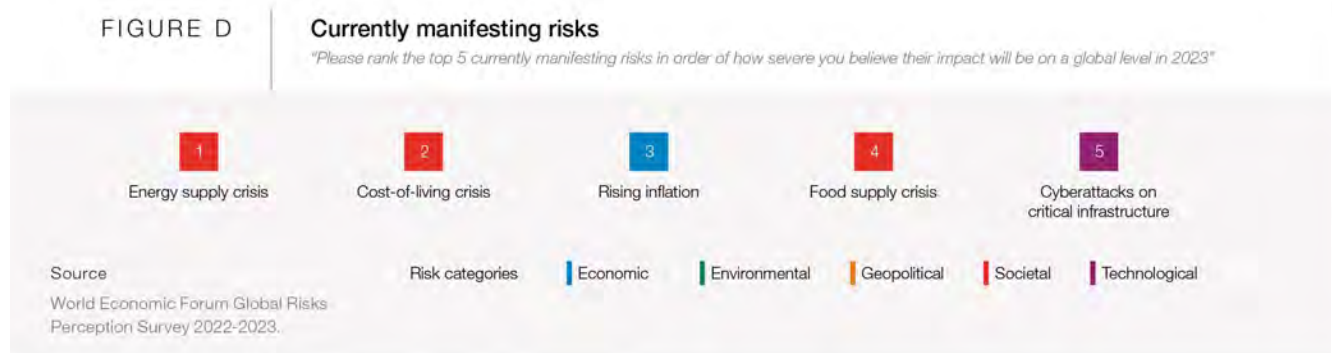 FIGURE D
Currently manifesting risks
"Please rank the top 5 currently manifesting risks in order of how severe you believe their impact will be on a global level in 2023"
1
Energy supply crisis
2
Cost-of-living crisis
3
Rising inflation
4
Food supply crisis
5
Cyberattacks on
critical infrastructure
Source
World Economic Forum Global Risks
Perception Survey 2022-2023.
Risk categories
Economic
Environmental
Geopolitical
Societal
Technological